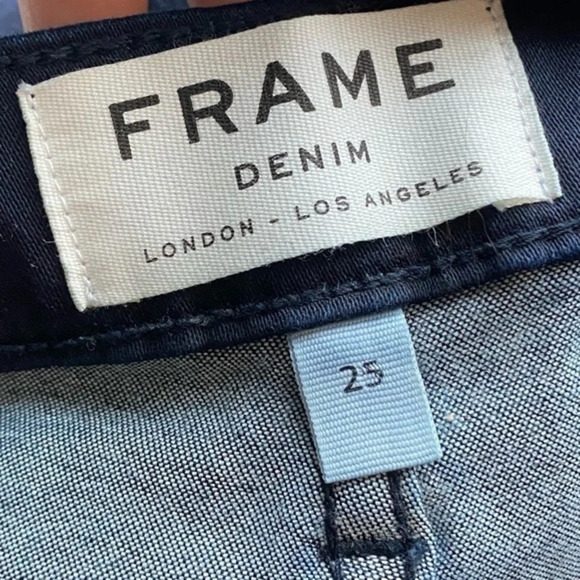 FRAME
DENIM
LONDON - LOS ANGELES
25